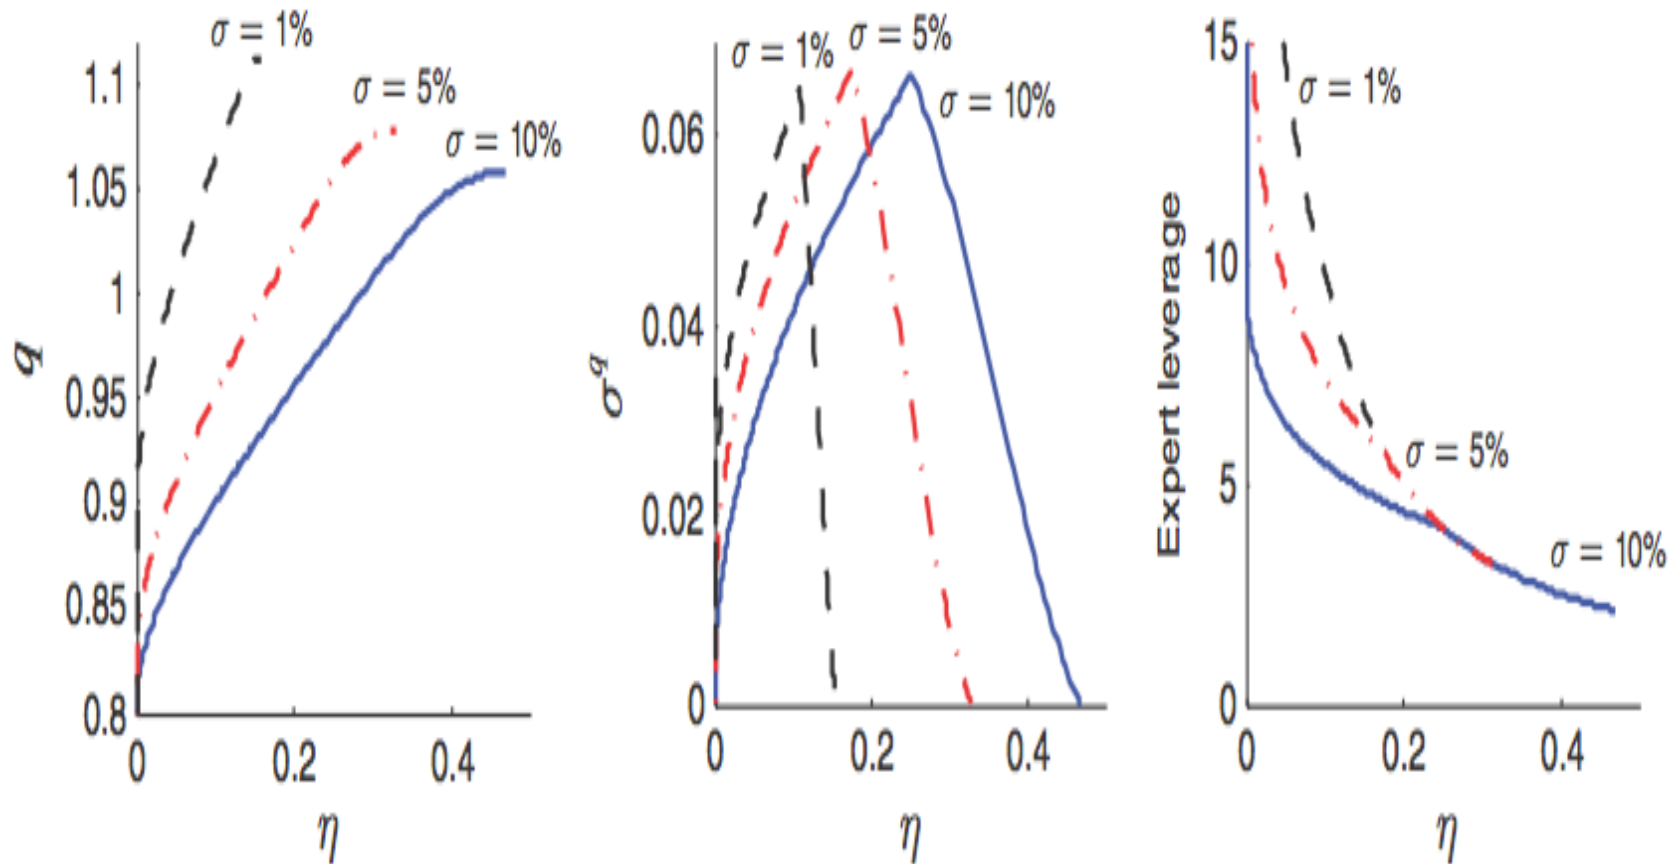 σ = 1%
σ = 5%
σ = 10%
1.1
1.05
1
0.95
0.9
0.85
0.8
q
0
0.2
0.4
η
σ = 1%
σ = 5%
σ = 10%
0.06
0.04
0.02
0
σ^q
0
0.2
0.4
η
15
10
5
0
Expert leverage
σ = 1%
σ = 5%
σ = 10%
0
0.2
0.4
η